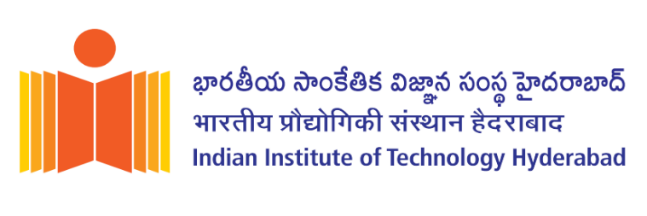 భారతీయ సాంకేతిక విజ్ఞాన సంస్థ హైదరాబాద్
भारतीय प्रौद्योगिकी संस्थान हैदराबाद
Indian Institute of Technology Hyderabad